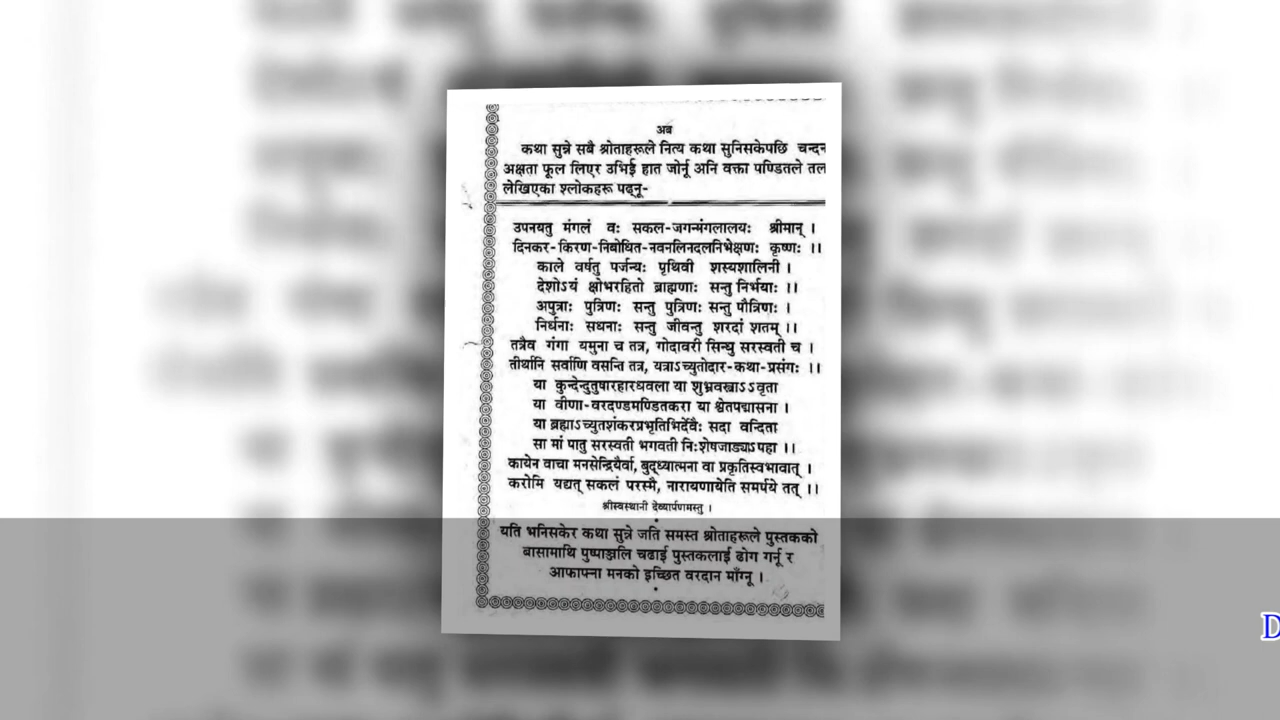 अब
कथा सुन्ने सबै श्रोताहरूले नित्य कथा सुनिसकेपछि चन्दन
अक्षता फूल लिएर उभिई हात जोर्नू अनि वक्ता पण्डितले तल
लेखिएका श्लोकहरू पढ्नू-
उपनयतु मंगलं वः सकल-जगन्मंगलालयः श्रीमान् ।
दिनकर-किरण-निबोधित-नवनलिनदलनिभेक्षणः कृष्णः ।।
काले वर्षतु पर्जन्यः पृथिवी शस्यशालिनी ।
देशोऽयं क्षोभरहितो ब्राह्मणाः सन्तु निर्भयाः ।।
अपुत्राः पुत्रिणः सन्तु पुत्रिणः सन्तु पौत्रिणः ।
निर्धनाः सधनाः सन्तु जीवन्तु शरदां शतम् ।।
तत्रैव गंगा यमुना च तत्र, गोदावरी सिन्धु सरस्वती च ।
तीर्थानि सर्वाणि वसन्ति तत्र, यत्राऽच्युतोदार-कथा-प्रसंगः ।।
या कुन्देन्दुतुषारहारधवला या शुभ्रवस्त्राऽऽवृता
या वीणा-वरदण्डमण्डितकरा या श्वेतपद्मासना ।
या ब्रह्माऽच्युतशंकरप्रभृतिभिर्देवैः सदा वन्दिता
सा मां पातु सरस्वती भगवती निःशेषजाड्याऽपहा ।।
कायेन वाचा मनसेन्द्रियैर्वा, बुद्ध्यात्मना वा प्रकृतिस्वभावात् ।
करोमि यद्यत् सकलं परस्मै, नारायणायेति समर्पये तत् ।।
श्रीस्वस्थानी देव्यार्पणमस्तु ।
यति भनिसकेर कथा सुन्ने जति समस्त श्रोताहरूले पुस्तकको
बासामाथि पुष्पाञ्जलि चढाई पुस्तकलाई ढोग गर्नू र
आफाफ्ना मनको इच्छित वरदान माँग्नू ।
D